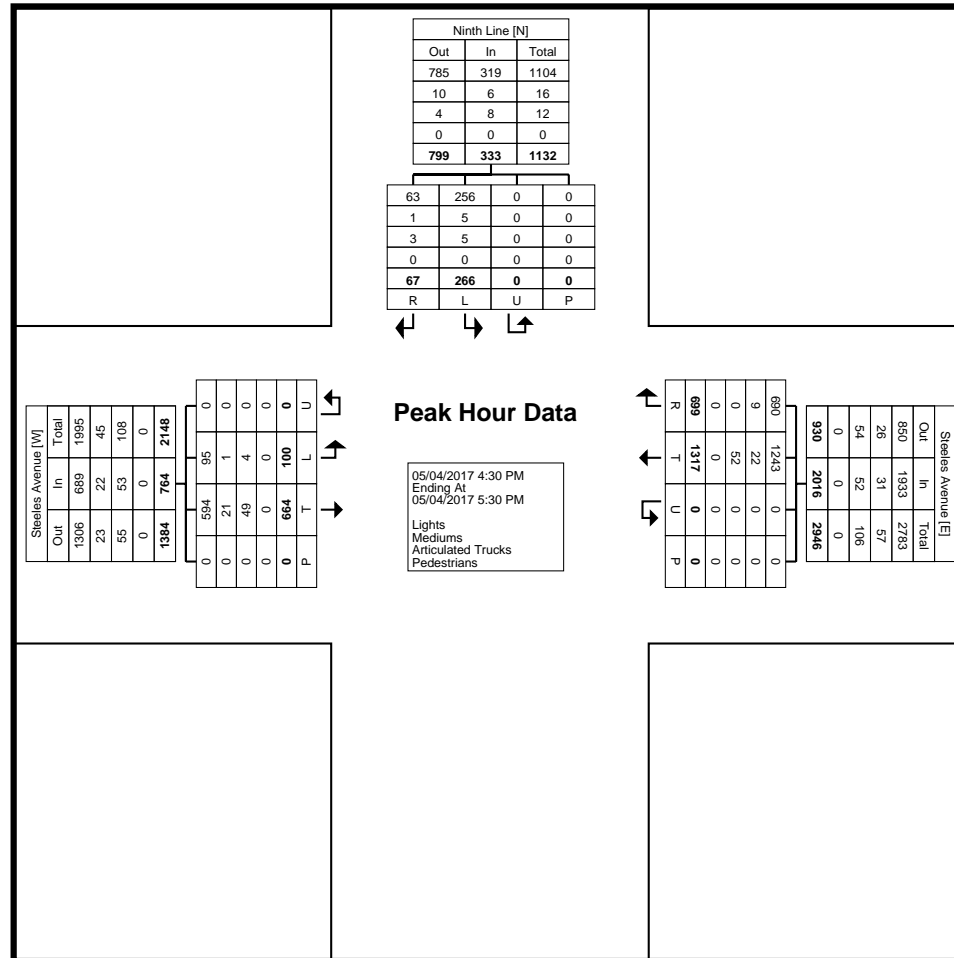 Ninth Line [N]
Out In Total
785 319 1104
10 6 16
4 8 12
0 0 0
799 333 1132
63 256 0 0
1 5 0 0
3 5 0 0
0 0 0 0
67 266 0 0
R L U P
Peak Hour Data
05/04/2017 4:30 PM
Ending At
05/04/2017 5:30 PM
Lights
Mediums
Articulated Trucks
Pedestrians
Steeles Avenue [W]
Total In Out
1995 689 1306
45 22 23
108 53 55
0 0 0
2148 764 1384
0 95 594 0
0 1 21 0
0 4 49 0
0 0 0 0
0 100 664 0
U L T P
Steeles Avenue [E]
Out In Total
850 1933 2783
26 31 57
54 52 106
0 0 0
930 2016 2946
690 1243 0 0
9 22 0 0
0 52 0 0
0 0 0 0
699 1317 0 0
R T U P